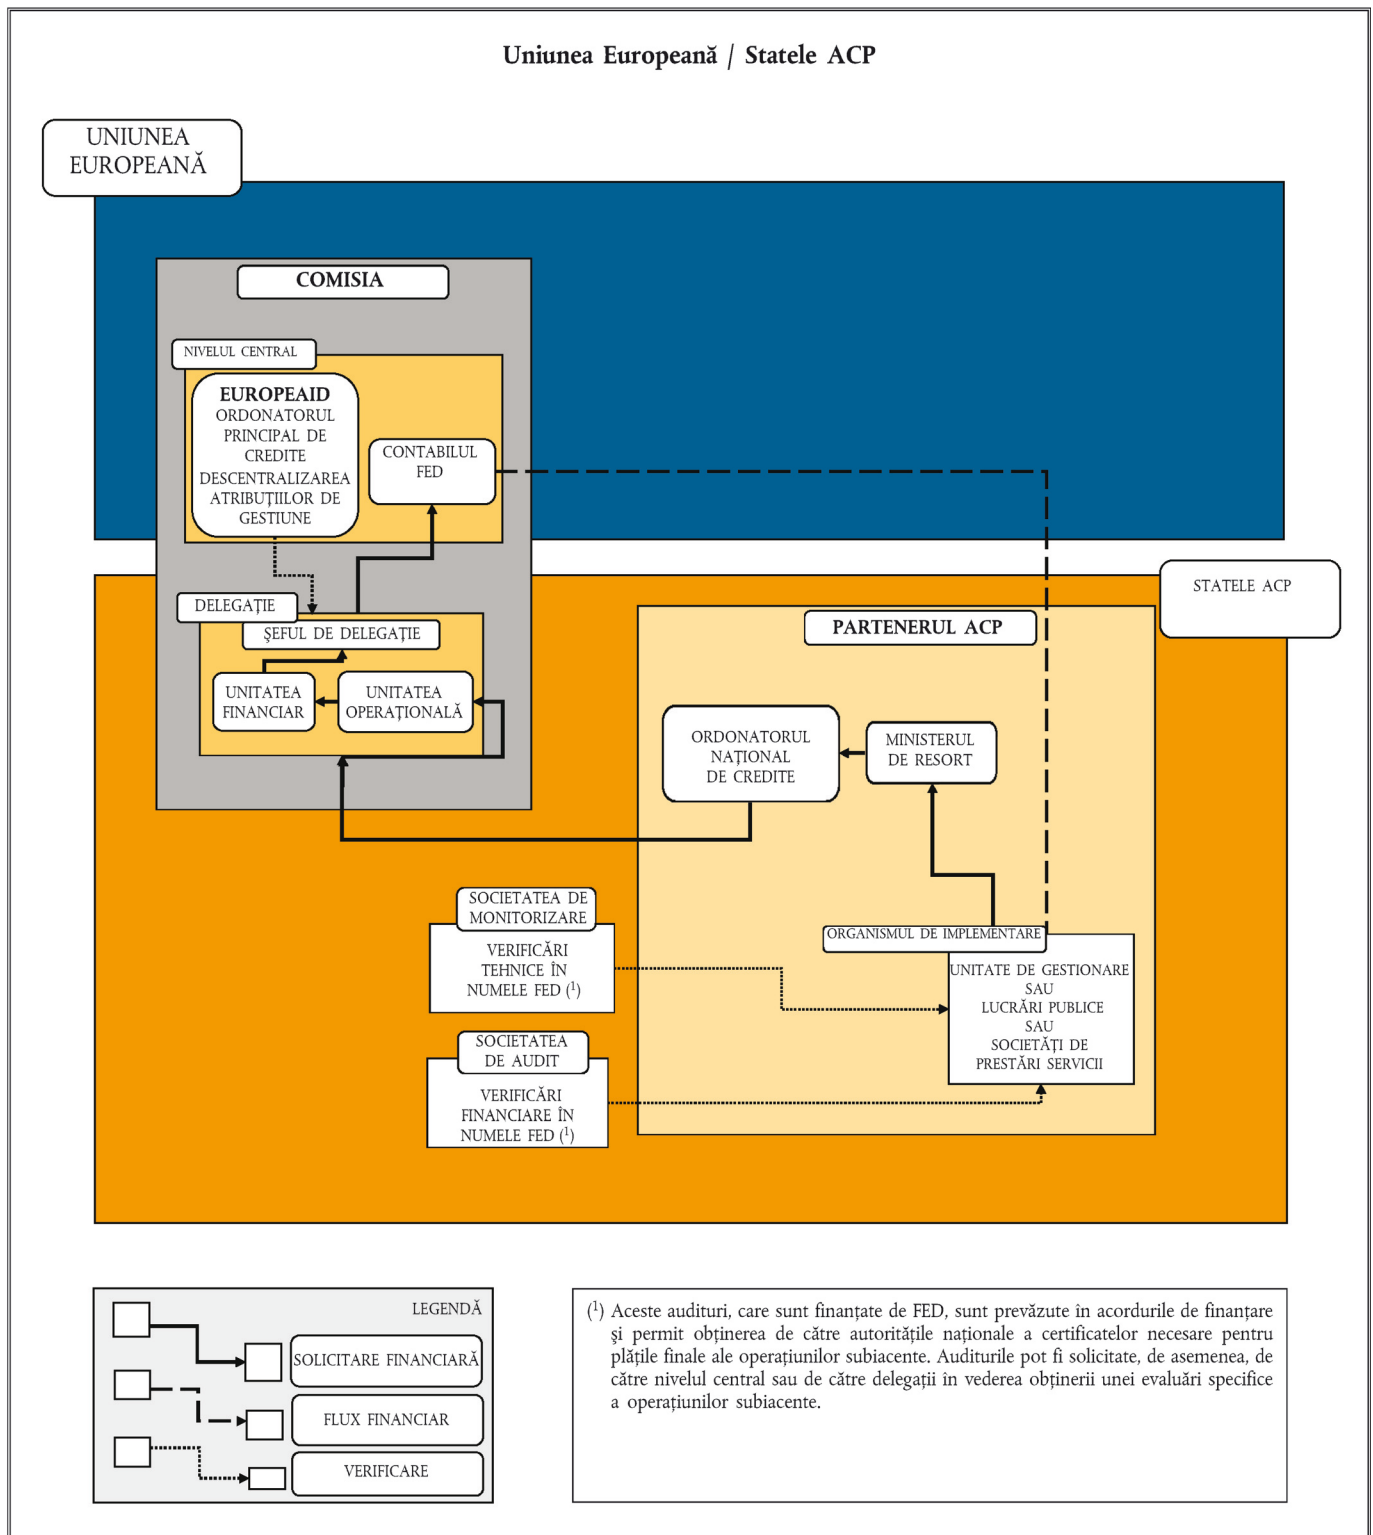 Uniunea Europeană / Statele ACP
UNIUNEA
EUROPEANĂ
COMISIA
NIVELUL CENTRAL
EUROPEAID
ORDONATORUL
PRINCIPAL DE
CREDITE
DESCENTRALIZAREA
ATRIBUȚIILOR DE
GESTIUNE
CONTABILUL
FED
STATELE ACP
DELEGAȚIE
ŞEFUL DE DELEGAȚIE
UNITATEA
FINANCIAR
UNITATEA
OPERAȚIONALĂ
PARTENERUL ACP
ORDONATORUL
NAȚIONAL
DE CREDITE
MINISTERUL
DE RESORT
SOCIETATEA DE
MONITORIZARE
VERIFICĂRI
TEHNICE ÎN
NUMELE FED (¹)
ORGANISMUL DE IMPLEMENTARE
UNITATE DE GESTIONARE
SAU
LUCRĂRI PUBLICE
SAU
SOCIETĂȚI DE
PRESTĂRI SERVICII
SOCIETATEA
DE AUDIT
VERIFICĂRI
FINANCIARE ÎN
NUMELE FED (¹)
LEGENDĂ
SOLICITARE FINANCIARĂ
FLUX FINANCIAR
VERIFICARE
(¹) Aceste audituri, care sunt finanțate de FED, sunt prevăzute în acordurile de finanțare
şi permit obținerea de către autoritățile naționale a certificatelor necesare pentru
plățile finale ale operațiunilor subiacente. Auditurile pot fi solicitate, de asemenea, de
către nivelul central sau de către delegații în vederea obținerii unei evaluări specifice
a operațiunilor subiacente.